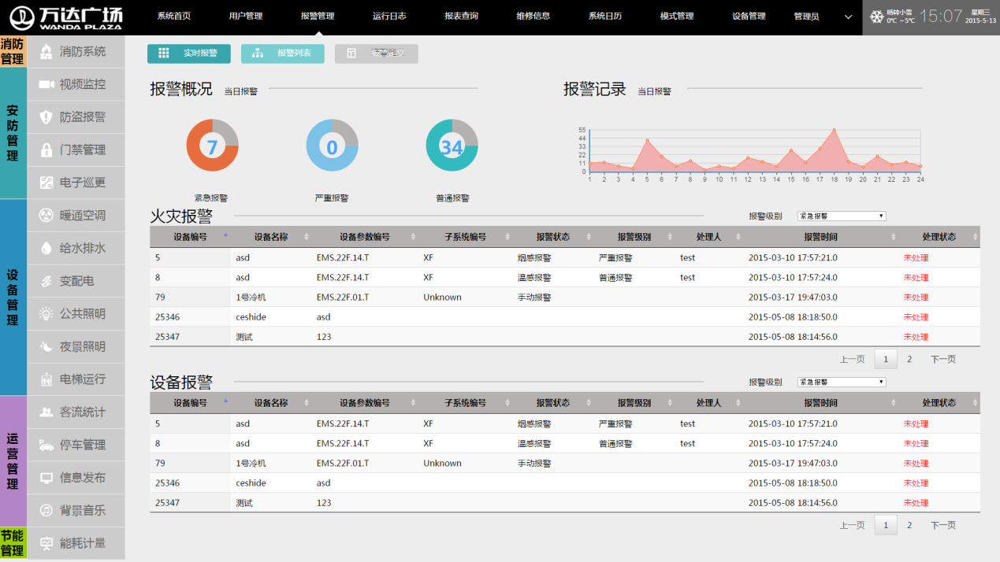 万达广场
WANDA PLAZA
系统首页 用户管理 报警管理 运行日志 报表查询 维修信息 系统日历 模式管理 设备管理 管理员
晴转小雪
0℃ ~5℃
15:07
星期三
2015-5-13
消防管理
安防管理
设备管理
运营管理
节能管理
消防系统
视频监控
防盗报警
门禁管理
电子巡更
暖通空调
给水排水
变配电
公共照明
夜景照明
电梯运行
客流统计
停车管理
信息发布
背景音乐
能耗计量
实时报警 报警列表 报警定义
报警概况 当日报警
7 0 34
紧急报警 严重报警 普通报警
报警记录 当日报警
55
44
33
22
11
0
1 2 3 4 5 6 7 8 9 10 11 12 13 14 15 16 17 18 19 20 21 22 23 24
火灾报警 报警级别 紧急报警
设备编号 设备名称 设备参数编号 子系统编号 报警状态 报警级别 处理人 报警时间 处理状态
5 asd EMS.22F.14.T XF 烟感报警 严重报警 test 2015-03-10 17:57:21.0 未处理
8 asd EMS.22F.14.T XF 温感报警 普通报警 test 2015-03-10 17:57:24.0 未处理
79 1号冷机 EMS.22F.01.T Unknown 手动报警 2015-03-17 19:47:03.0 未处理
25346 ceshide asd 2015-05-08 18:18:50.0 未处理
25347 测试 123 2015-05-08 18:14:56.0 未处理
上一页 1 2 下一页
设备报警 报警级别 紧急报警
设备编号 设备名称 设备参数编号 子系统编号 报警状态 报警级别 处理人 报警时间 处理状态
5 asd EMS.22F.14.T XF 烟感报警 严重报警 test 2015-03-10 17:57:21.0 未处理
8 asd EMS.22F.14.T XF 温感报警 普通报警 test 2015-03-10 17:57:24.0 未处理
79 1号冷机 EMS.22F.01.T Unknown 手动报警 2015-03-17 19:47:03.0 未处理
25346 ceshide asd 2015-05-08 18:18:50.0 未处理
25347 测试 123 2015-05-08 18:14:56.0 未处理
上一页 1 2 下一页